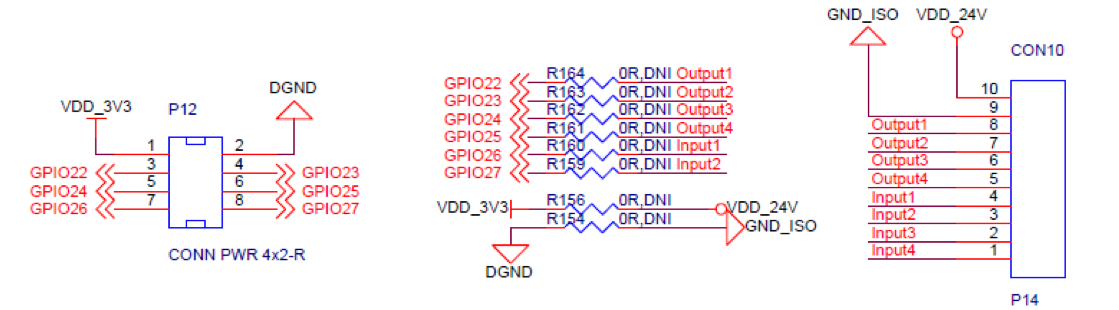 GND_ISO VDD_24V
CON10
VDD_3V3 P12 DGND
1 2
GPIO22 3 4 GPIO23
GPIO24 5 6 GPIO25
GPIO26 7 8 GPIO27
CONN PWR 4x2-R
GPIO22 R164 0R,DNI Output1
GPIO23 R163 0R,DNI Output2
GPIO24 R162 0R,DNI Output3
GPIO25 R161 0R,DNI Output4
GPIO26 R160 0R,DNI Input1
GPIO27 R159 0R,DNI Input2
VDD_3V3 R156 0R,DNI VDD_24V
R154 0R,DNI GND_ISO
DGND
10
9
Output1 8
Output2 7
Output3 6
Output4 5
Input1 4
Input2 3
Input3 2
Input4 1
P14